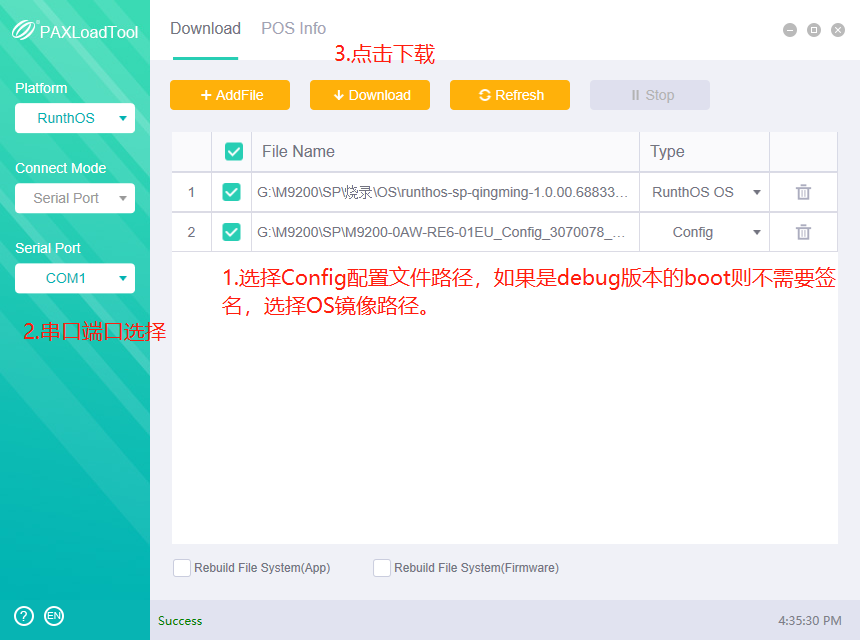 PAXLoadTool
Download POS Info
3.点击下载
Platform
RunthOS
AddFile Download Refresh Stop
Connect Mode
Serial Port
File Name Type
1 G:\M9200\SP\烧录\OS\runthos-sp-qingming-1.0.00.68833... RunthOS OS
2 G:\M9200\SP\M9200-0AW-RE6-01EU_Config_3070078_... Config
Serial Port
COM1
1.选择Config配置文件路径，如果是debug版本的boot则不需要签
名，选择OS镜像路径。
2.串口端口选择
Rebuild File System(App) Rebuild File System(Firmware)
? EN
Success 4:35:30 PM